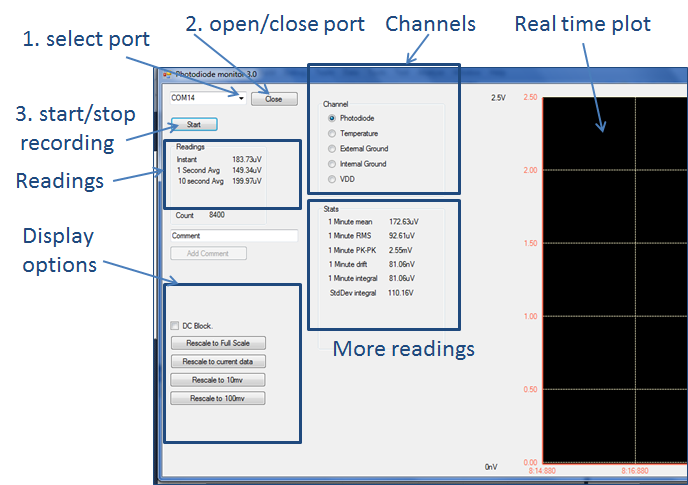 2. open/close port
Channels
Real time plot
1. select port
Photodiode monitor 3.0
COM14
Close
3. start/stop
recording
Start
Readings
Readings
Instant 183.73uV
1 Second Avg 149.34uV
10 second Avg 199.97uV
Count 8400
Comment
Add Comment
Display
options
DC Block.
Rescale to Full Scale
Rescale to current data
Rescale to 10mv
Rescale to 100mv
Channel
Photodiode
Temperature
External Ground
Internal Ground
VDD
Stats
1 Minute mean 172.63uV
1 Minute RMS 92.61uV
1 Minute PK-PK 2.55mV
1 Minute drift 81.06nV
1 Minute integral 81.06uV
StdDev integral 110.16V
More readings
2.5V
0nV
2.50
2.00
1.50
1.00
0.50
0.00
8:14:880
8:16:880